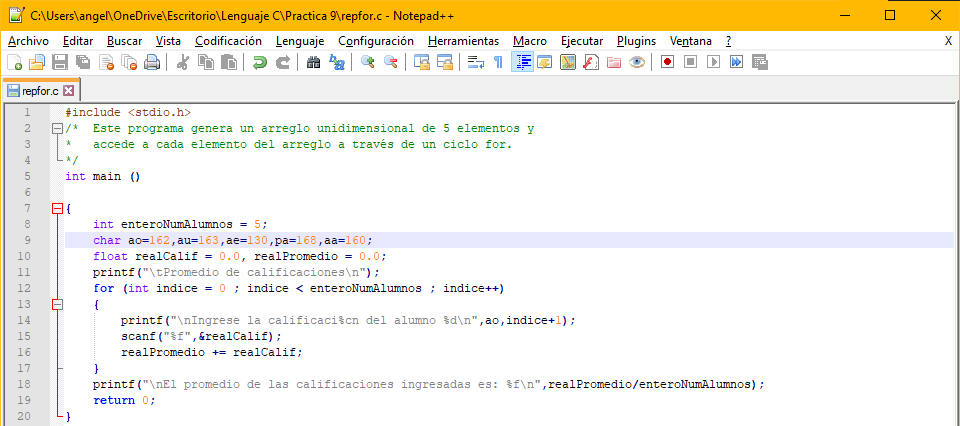 C:\Users\angel\OneDrive\Escritorio\Lenguaje C\Practica 9\repfor.c - Notepad++
Archivo Editar Buscar Vista Codificación Lenguaje Configuración Herramientas Macro Ejecutar Plugins Ventana ? X
repfor.c
1 #include <stdio.h>
2 /* Este programa genera un arreglo unidimensional de 5 elementos y
3 * accede a cada elemento del arreglo a través de un ciclo for.
4 */
5 int main ()
6
7 {
8 int enteroNumAlumnos = 5;
9 char ao=162,au=163,ae=130,pa=168,aa=160;
10 float realCalif = 0.0, realPromedio = 0.0;
11 printf("\tPromedio de calificaciones\n");
12 for (int indice = 0 ; indice < enteroNumAlumnos ; indice++)
13 {
14 printf("\nIngrese la calificaci%cn del alumno %d\n",ao,indice+1);
15 scanf("%f",&realCalif);
16 realPromedio += realCalif;
17 }
18 printf("\nEl promedio de las calificaciones ingresadas es: %f\n",realPromedio/enteroNumAlumnos);
19 return 0;
20 }